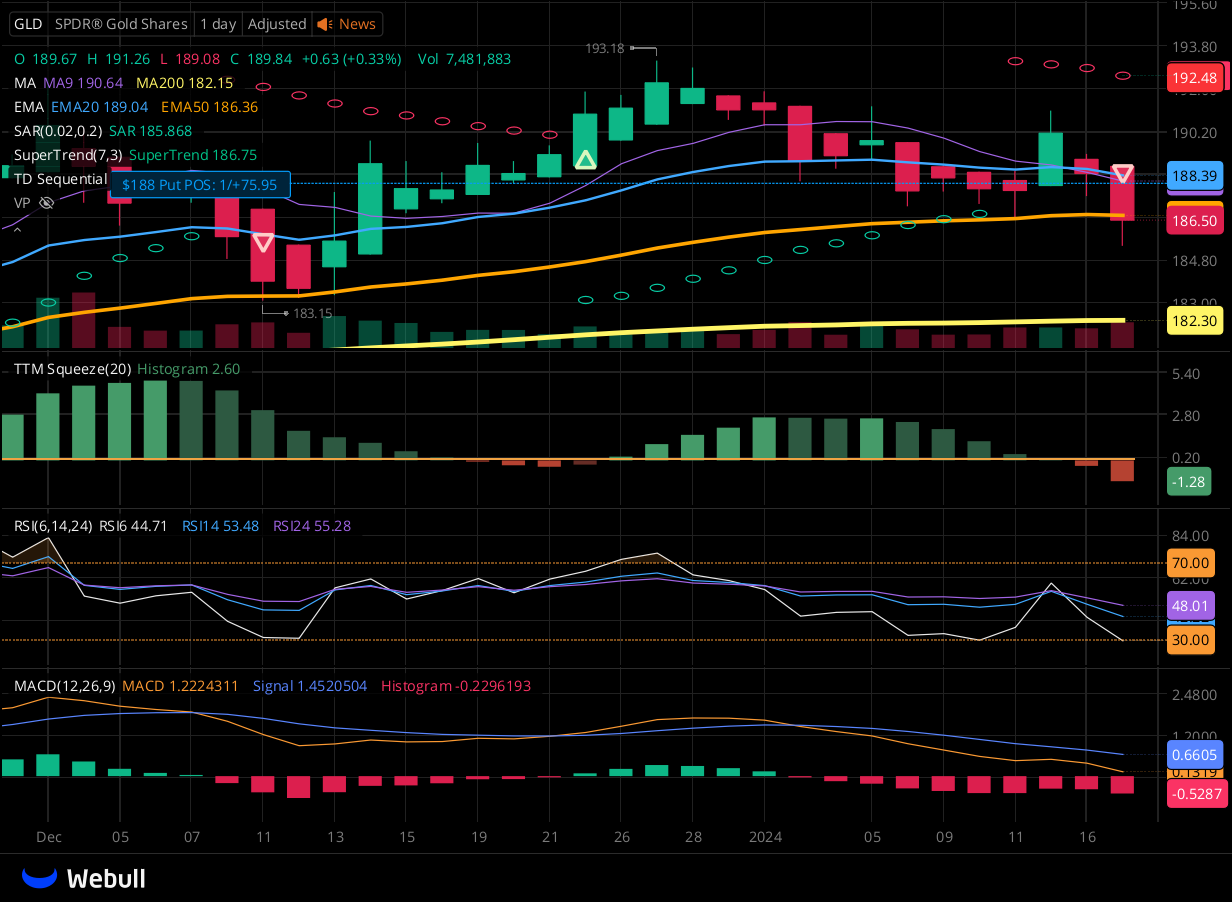 195.60
GLD SPDR® Gold Shares 1 day Adjusted News
193.18
193.80
O 189.67 H 191.26 L 189.08 C 189.84 +0.63 (+0.33%) Vol 7,481,883
192.48
MA MA9 190.64 MA200 182.15
EMA EMA20 189.04 EMA50 186.36
SAR(0.02,0.2) SAR 185.868
190.20
SuperTrend(7,3) SuperTrend 186.75
TD Sequential
$188 Put POS: 1/+75.95
188.39
VP
186.50
184.80
183.00
183.15
182.30
TTM Squeeze(20) Histogram 2.60
5.40
2.80
0.20
-1.28
RSI(6,14,24) RSI6 44.71 RSI14 53.48 RSI24 55.28
84.00
70.00
62.00
48.01
30.00
MACD(12,26,9) MACD 1.2224311 Signal 1.4520504 Histogram -0.2296193
2.4800
1.2000
0.6605
0.1319
-0.5287
Dec 05 07 11 13 15 19 21 26 28 2024 05 09 11 16
Webull